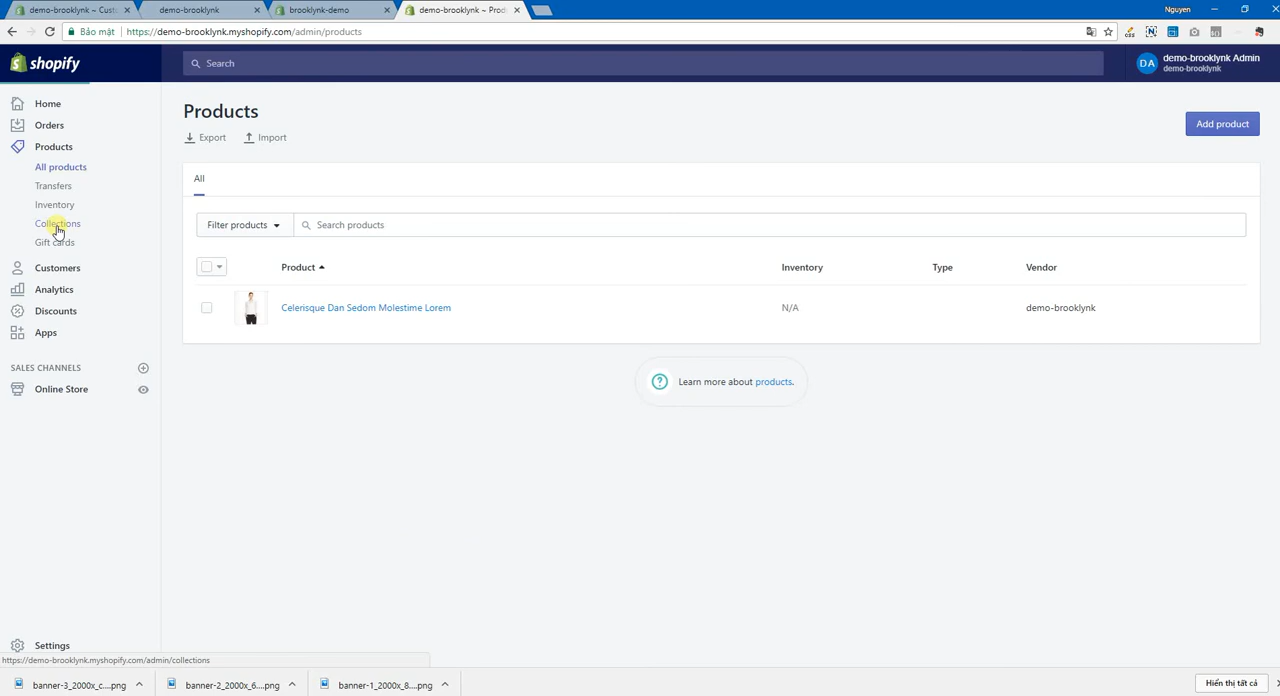 demo-brooklynk ~ Cust
demo-brooklynk
brooklynk-demo
demo-brooklynk ~ Prod
Nguyen
Bảo mật
https://demo-brooklynk.myshopify.com/admin/products
shopify
Search
DA
demo-brooklynk Admin
demo-brooklynk
Home
Orders
Products
All products
Transfers
Inventory
Collections
Gift cards
Customers
Analytics
Discounts
Apps
SALES CHANNELS
Online Store
Settings
Products
Export
Import
Add product
All
Filter products
Search products
Product
Inventory
Type
Vendor
Celerisque Dan Sedom Molestime Lorem
N/A
demo-brooklynk
Learn more about products.
https://demo-brooklynk.myshopify.com/admin/collections
banner-3_2000x_c....png
banner-2_2000x_6....png
banner-1_2000x_8....png
Hiển thị tất cả